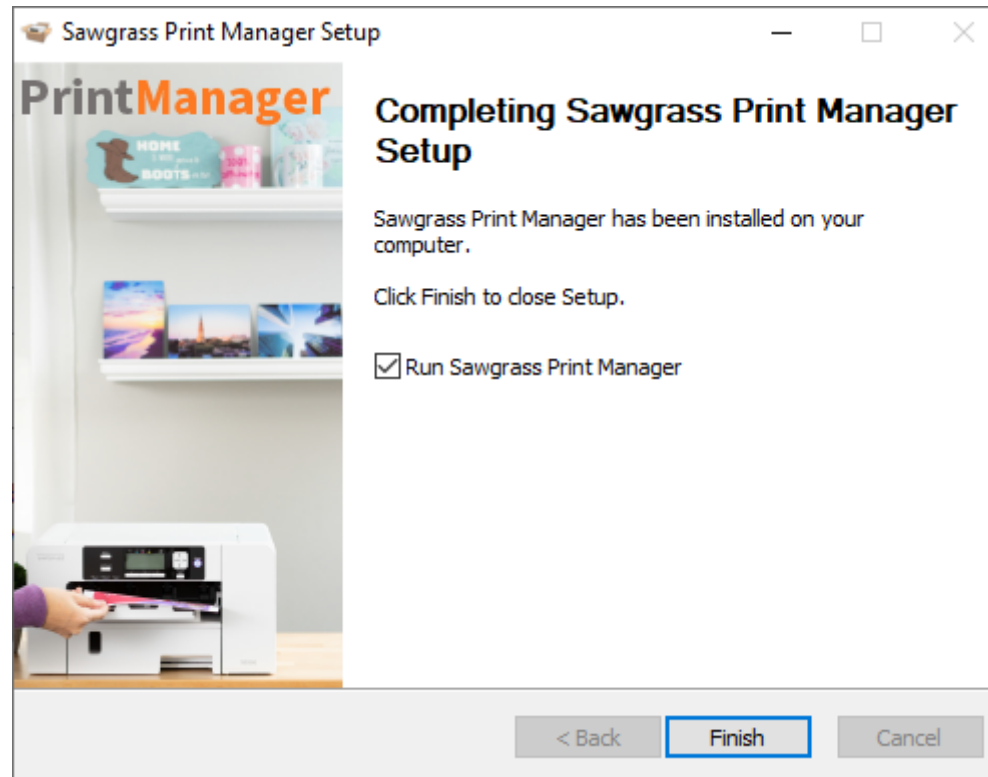 Sawgrass Print Manager Setup
PrintManager
HOME
BOOTS
Completing Sawgrass Print Manager
Setup
Sawgrass Print Manager has been installed on your
computer.
Click Finish to close Setup.
Run Sawgrass Print Manager
< Back
Finish
Cancel